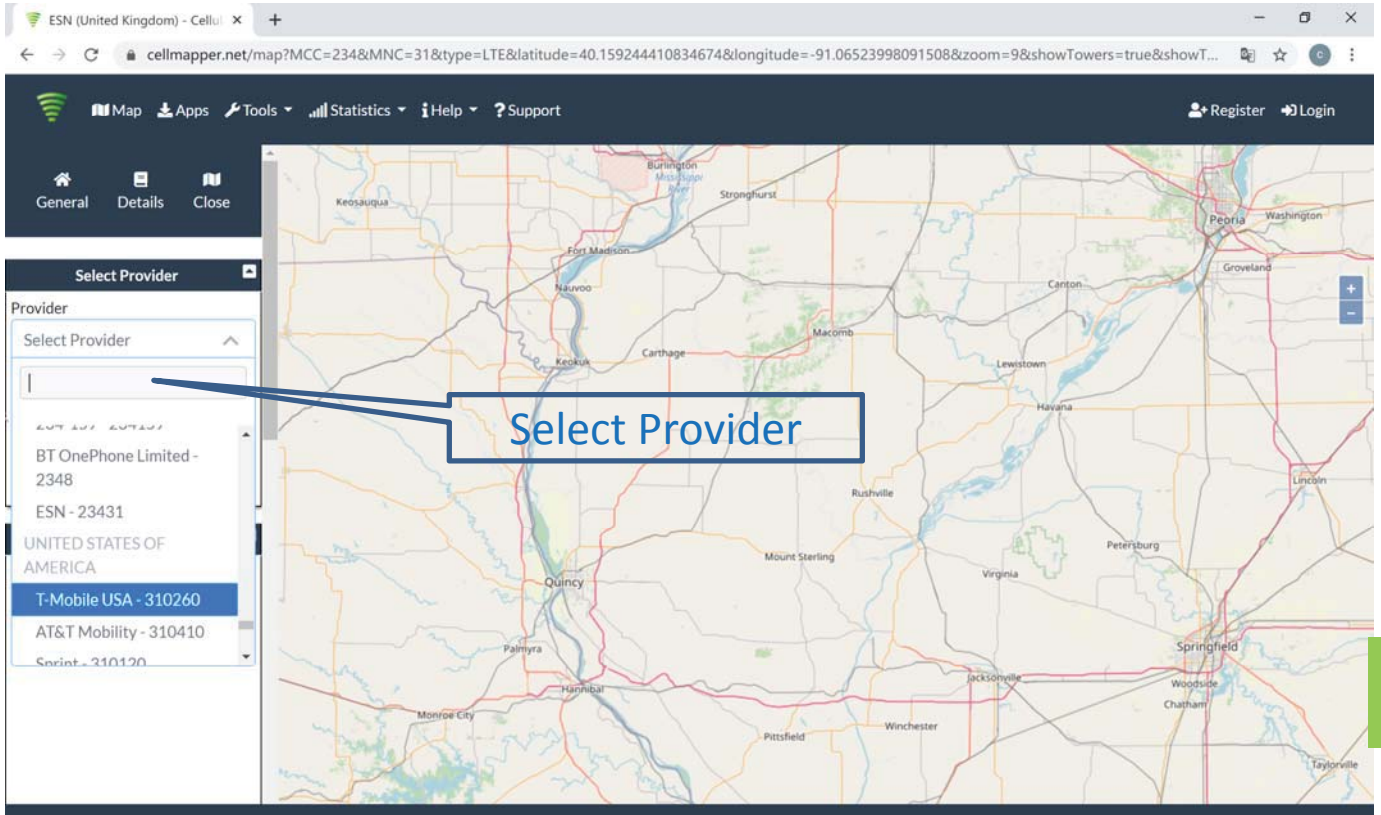 ESN (United Kingdom) - Cellul
cellmapper.net/map?MCC=234&MNC=31&type=LTE&latitude=40.159244410834674&longitude=-91.06523998091508&zoom=9&showTowers=true&showT...
Map Apps Tools Statistics Help Support
Register Login
General Details Close
Select Provider
Provider
Select Provider
BT OnePhone Limited -
2348
ESN - 23431
UNITED STATES OF
AMERICA
T-Mobile USA - 310260
AT&T Mobility - 310410
Sprint - 310120
Select Provider
Burlington
Mississippi
River
Stronghurst
Keosauqua
Peoria
Washington
Fort Madison
Groveland
Nauvoo
Canton
Macomb
Keokuk
Carthage
Lewistown
Havana
Rushville
Lincoln
Mount Sterling
Petersburg
Quincy
Virginia
Palmyra
Springfield
Hannibal
Jacksonville
Woodside
Chatham
Monroe City
Winchester
Pittsfield
Taylorville